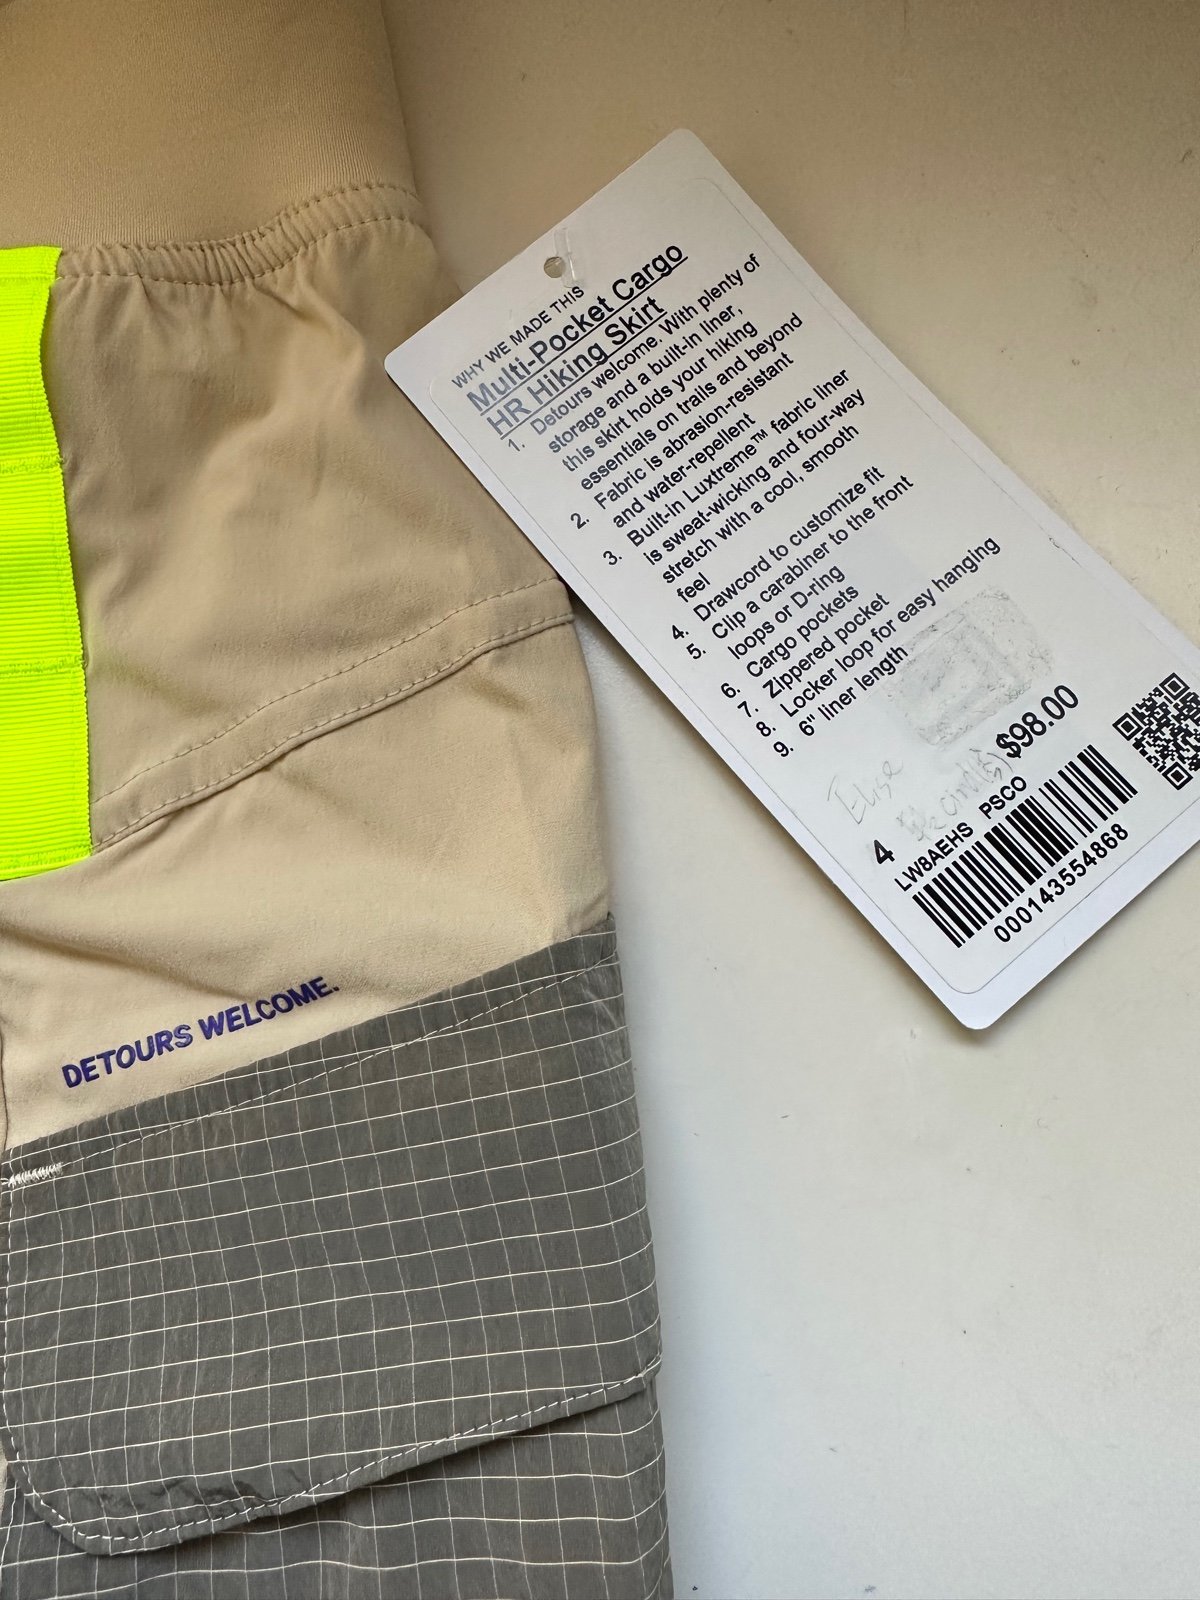 WHY WE MADE THIS
Multi-Pocket Cargo
HR Hiking Skirt
1. Detours welcome. With plenty of
storage and a built-in liner,
this skirt holds your hiking
essentials on trails and beyond
2. Fabric is abrasion-resistant
and water-repellent
3. Built-in Luxtreme™ fabric liner
is sweat-wicking and four-way
stretch with a cool, smooth
feel
4. Drawcord to customize fit
5. Clip a carabiner to the front
loops or D-ring
6. Cargo pockets
7. Zippered pocket
8. Locker loop for easy hanging
9. 6" liner length
$98.00
Elise
4
LW8AEHS PSCO
000143554868
DETOURS WELCOME.